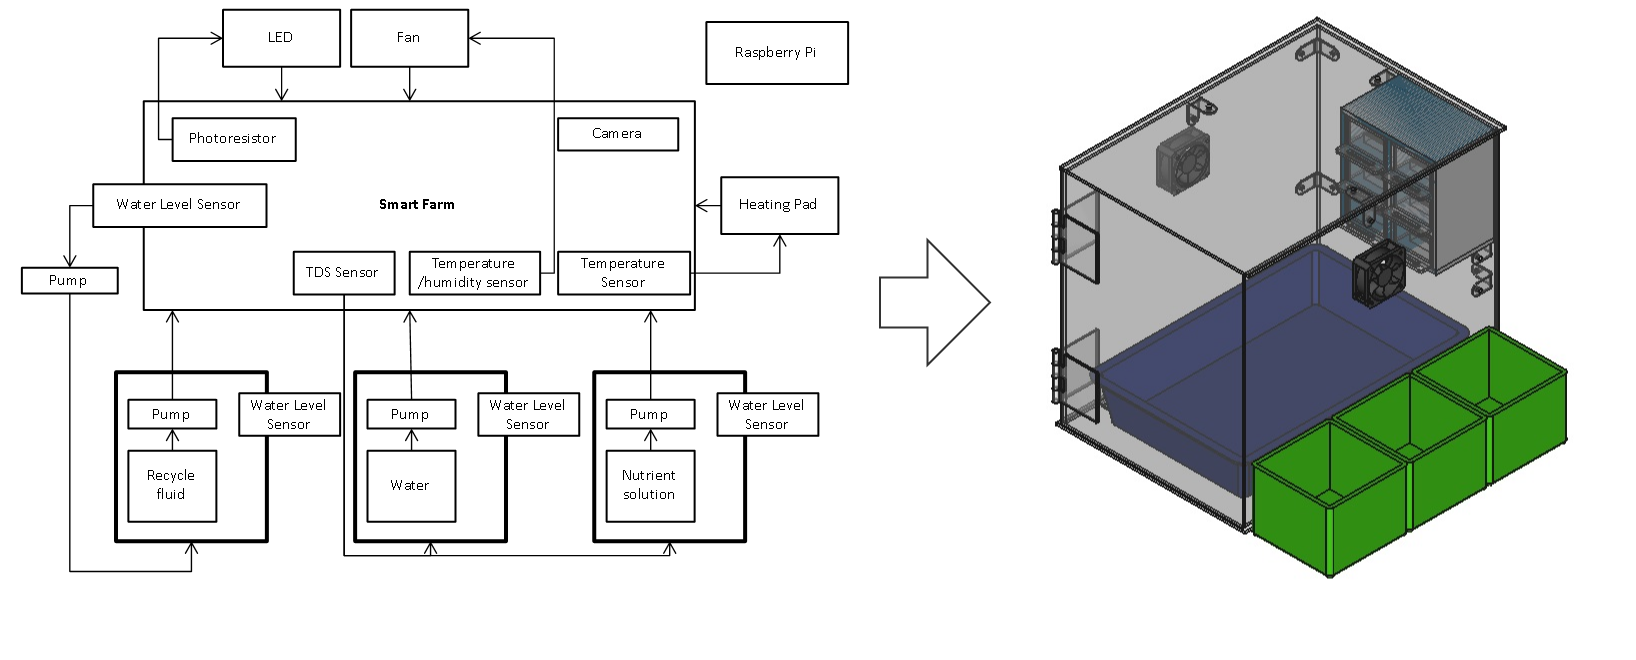 LED
Fan
Raspberry Pi
Photoresistor
Camera
Water Level Sensor
Smart Farm
Heating Pad
Pump
TDS Sensor
Temperature
/humidity sensor
Temperature
Sensor
Pump
Water Level
Sensor
Recycle
fluid
Pump
Water Level
Sensor
Water
Pump
Water Level
Sensor
Nutrient
solution